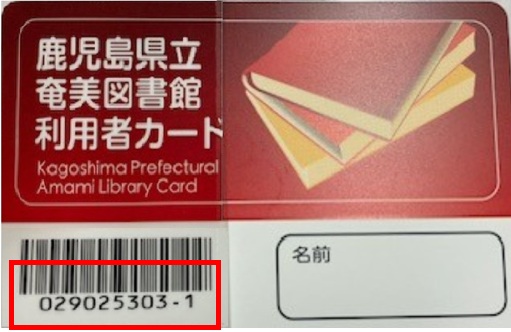 鹿児島県立
奄美図書館
利用者カード
Kagoshima Prefectural
Amami Library Card
029025303-1
名前